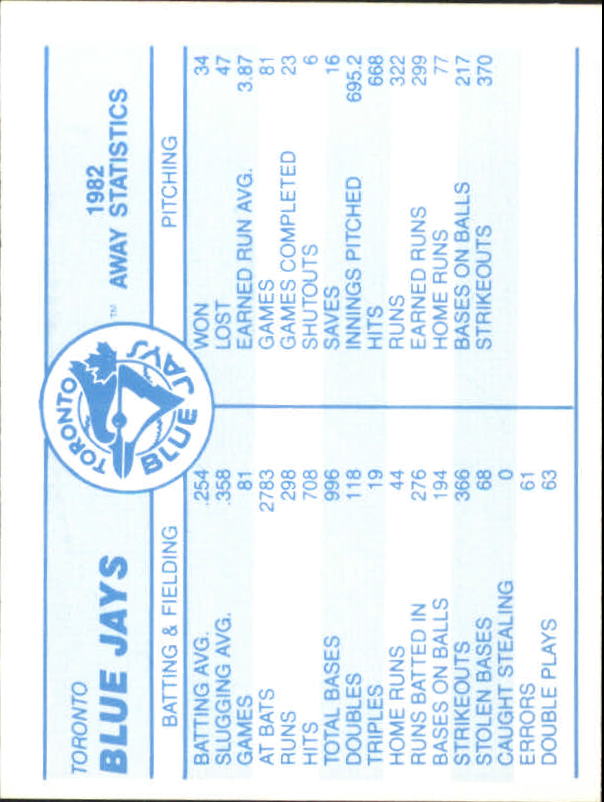 TORONTO
BLUE JAYS
TORONTO
BLUE JAYS
TM
1982
AWAY STATISTICS
BATTING & FIELDING
BATTING AVG. .254
SLUGGING AVG. .358
GAMES 81
AT BATS 2783
RUNS 298
HITS 708
TOTAL BASES 996
DOUBLES 118
TRIPLES 19
HOME RUNS 44
RUNS BATTED IN 276
BASES ON BALLS 194
STRIKEOUTS 366
STOLEN BASES 68
CAUGHT STEALING 0
ERRORS 61
DOUBLE PLAYS 63
PITCHING
WON 34
LOST 47
EARNED RUN AVG. 3.87
GAMES 81
GAMES COMPLETED 23
SHUTOUTS 6
SAVES 16
INNINGS PITCHED 695.2
HITS 668
RUNS 322
EARNED RUNS 299
HOME RUNS 77
BASES ON BALLS 217
STRIKEOUTS 370